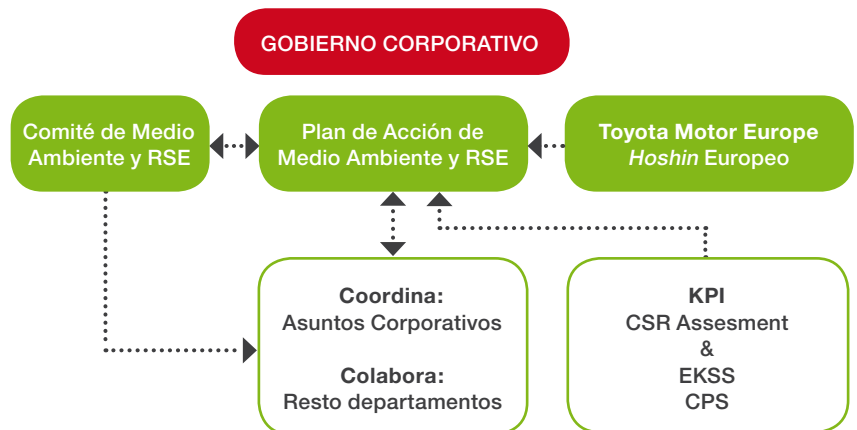 GOBIERNO CORPORATIVO
Comité de Medio
Ambiente y RSE
Plan de Acción de
Medio Ambiente y RSE
Toyota Motor Europe
Hoshin Europeo
Coordina:
Asuntos Corporativos
Colabora:
Resto departamentos
KPI
CSR Assesment
&
EKSS
CPS